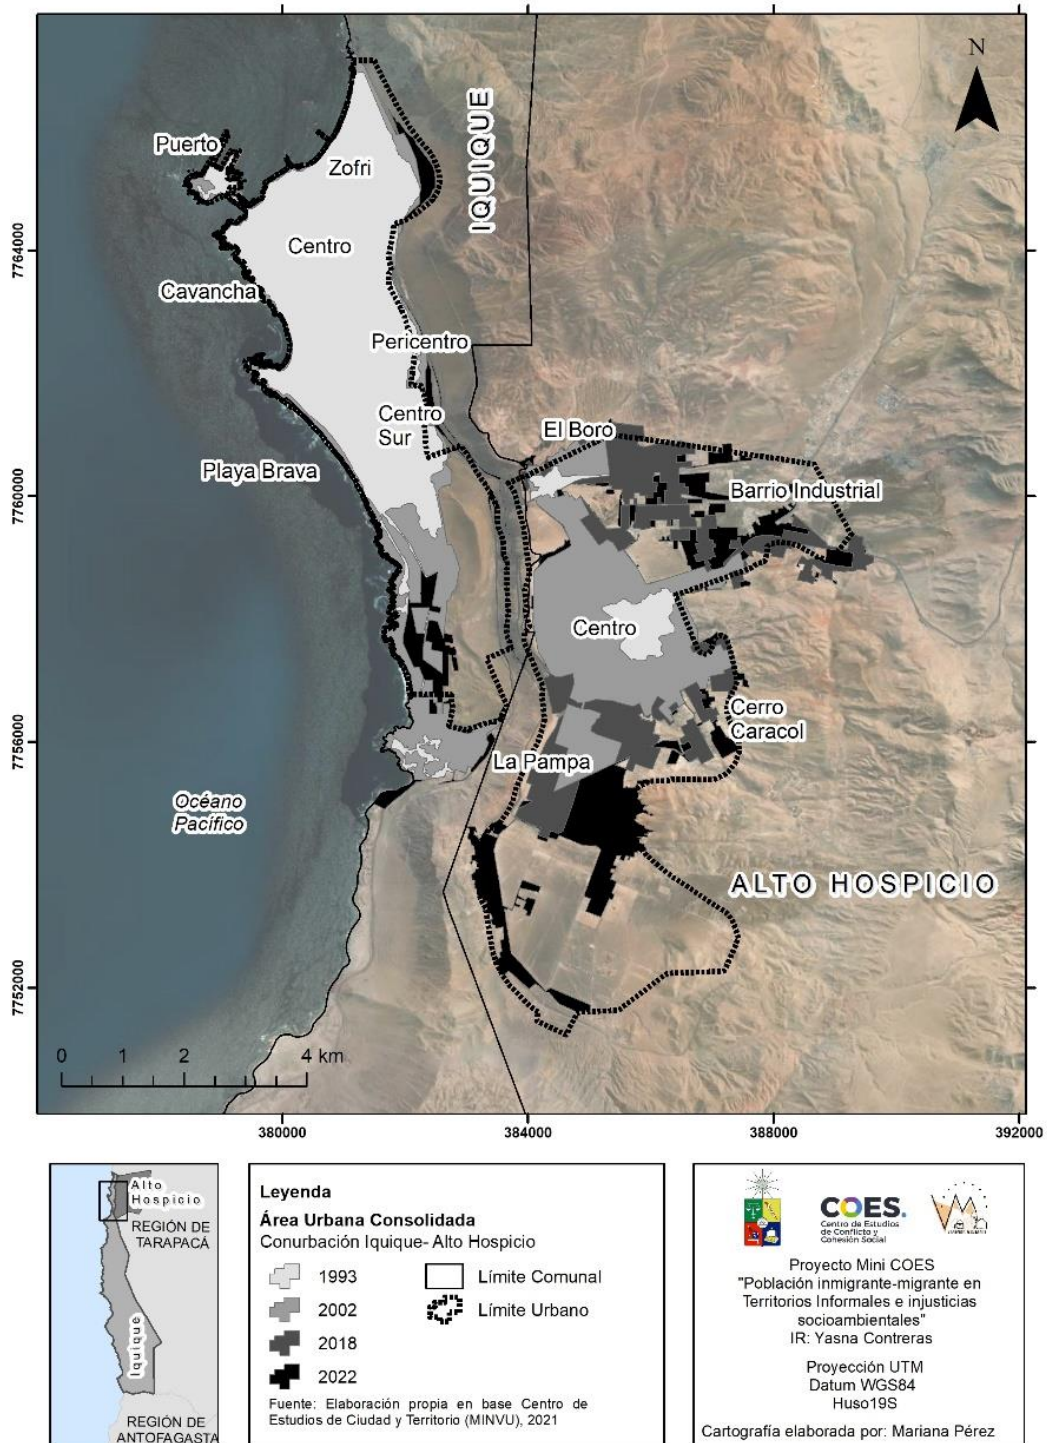 N
IQUIQUE
Puerto
Zofri
Centro
Cavancha
Pericentro
Centro
Sur
El Boro
Playa Brava
Barrio Industrial
Centro
Cerro
Caracol
La Pampa
Océano
Pacífico
ALTO HOSPICIO
7764000
7760000
7756000
7752000
0 1 2 4 km
380000 384000 388000 392000
Alto
Hospicio
REGIÓN DE
TARAPACÁ
Iquique
REGIÓN DE
ANTOFAGASTA
Leyenda
Área Urbana Consolidada
Conurbación Iquique- Alto Hospicio
1993
2002
2018
2022
Límite Comunal
Límite Urbano
Fuente: Elaboración propia en base Centro de
Estudios de Ciudad y Territorio (MINVU), 2021
COES.
Centro de Estudios
de Conflicto y
Cohesión Social
Proyecto Mini COES
"Población inmigrante-migrante en
Territorios Informales e injusticias
socioambientales"
IR: Yasna Contreras
Proyección UTM
Datum WGS84
Huso19S
Cartografía elaborada por: Mariana Pérez